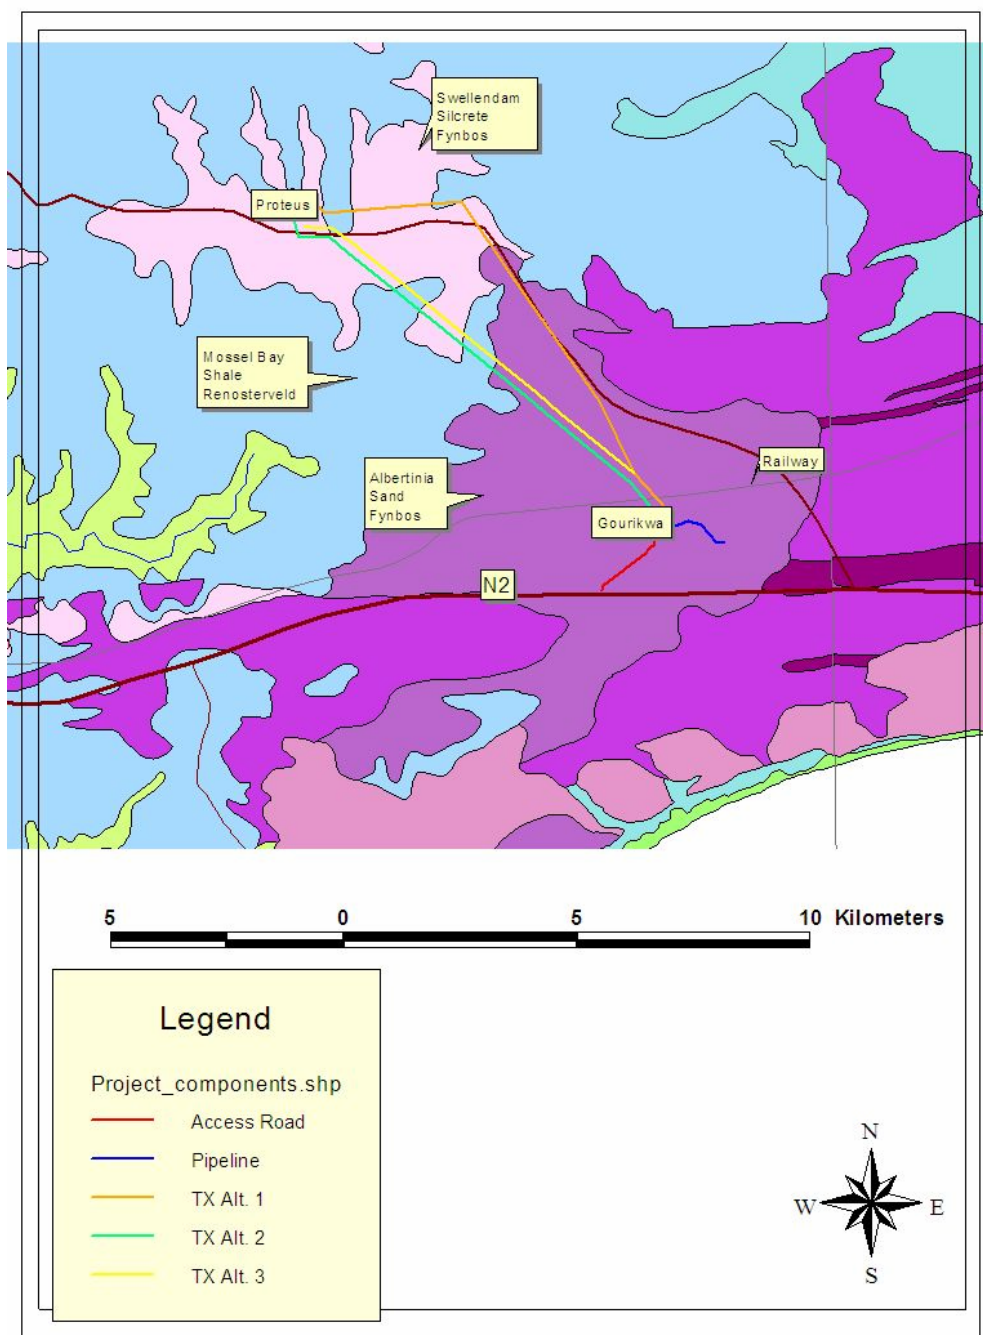 Swellendam
Silcrete
Fynbos
Proteus
Mossel Bay
Shale
Renosterveld
Albertinia
Sand
Fynbos
Railway
Gourikwa
N2
5 0 5 10 Kilometers
Legend
Project_components.shp
Access Road
Pipeline
TX Alt. 1
TX Alt. 2
TX Alt. 3
N
W E
S